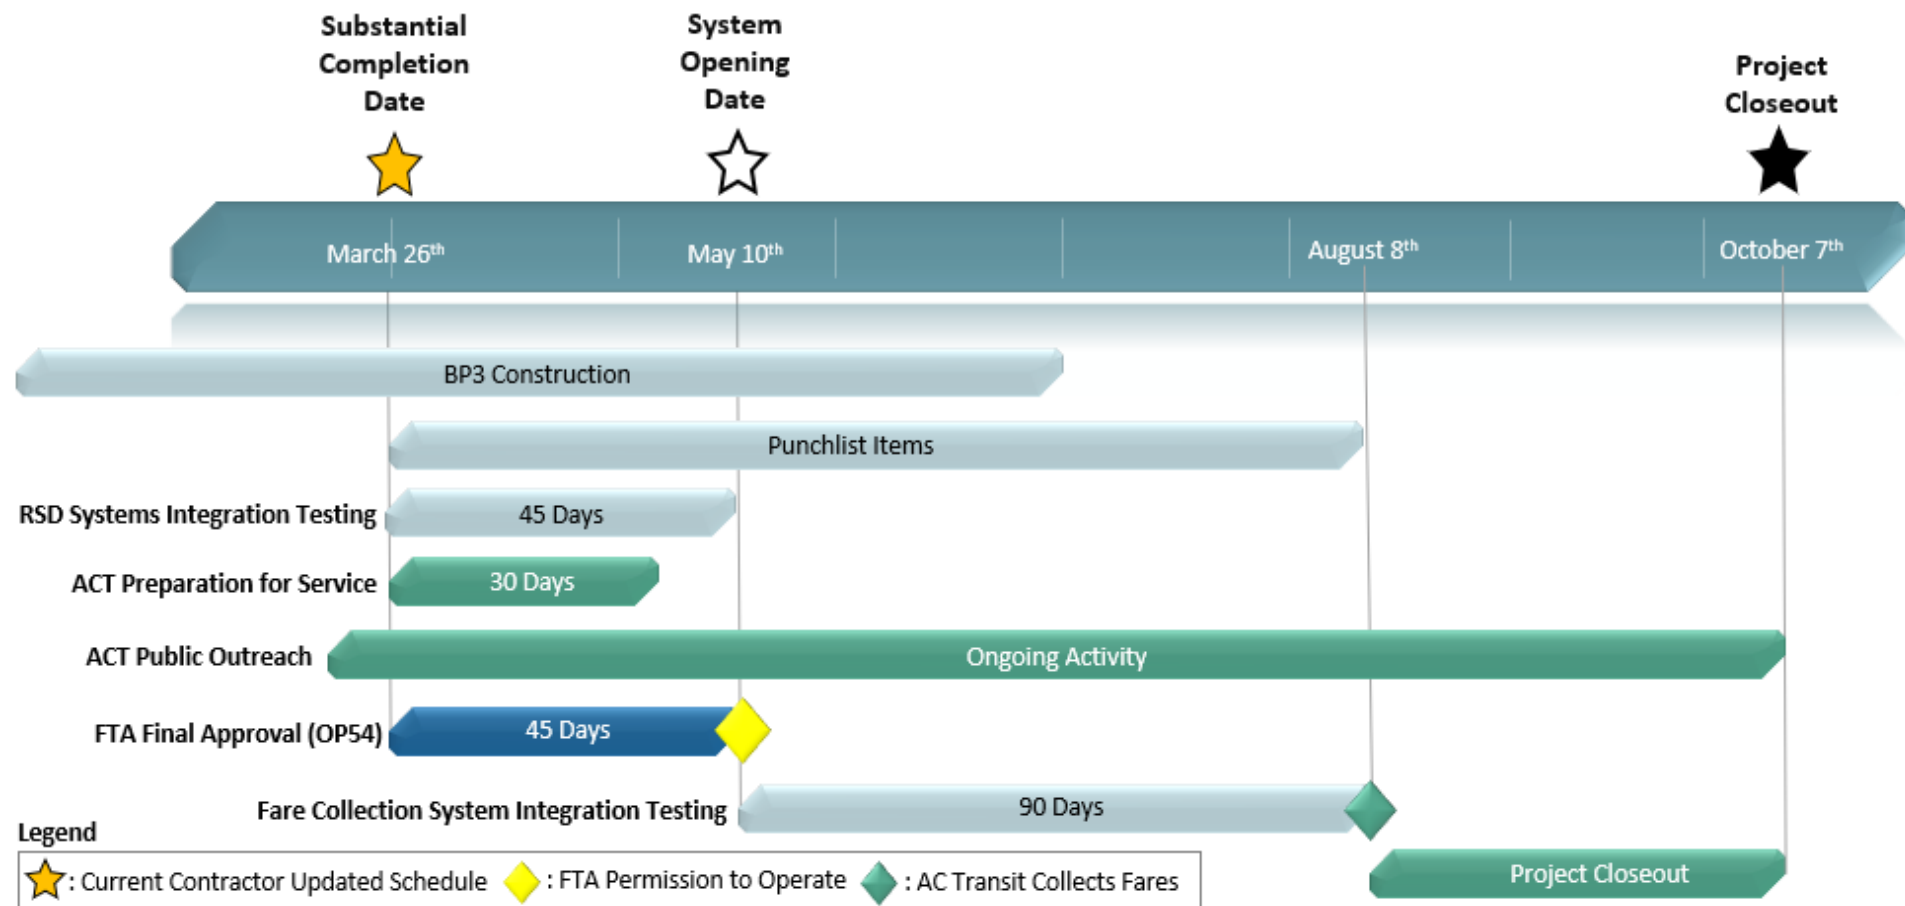 Substantial
Completion
Date
System
Opening
Date
Project
Closeout
March 26th
May 10th
August 8th
October 7th
BP3 Construction
Punchlist Items
RSD Systems Integration Testing
45 Days
ACT Preparation for Service
30 Days
ACT Public Outreach
Ongoing Activity
FTA Final Approval (OP54)
45 Days
Fare Collection System Integration Testing
90 Days
Project Closeout
Legend
: Current Contractor Updated Schedule : FTA Permission to Operate : AC Transit Collects Fares